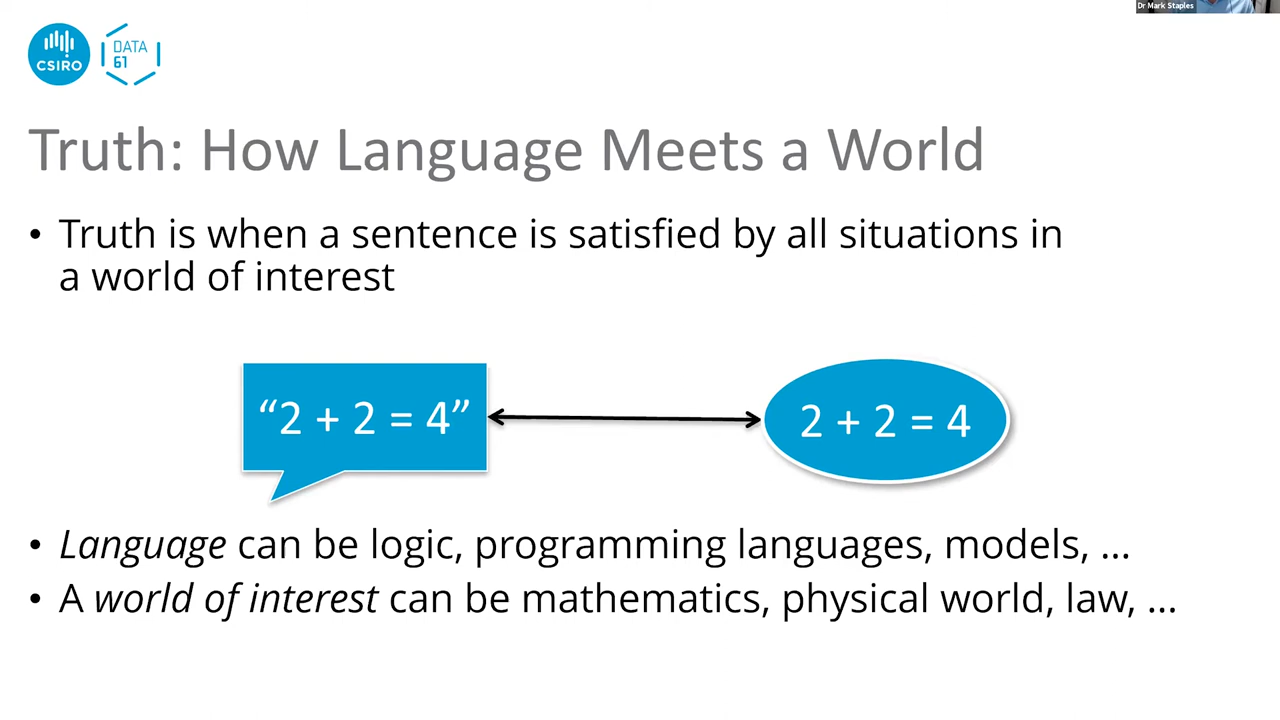 Dr Mark Staples
CSIRO
DATA
61
Truth: How Language Meets a World
• Truth is when a sentence is satisfied by all situations in
a world of interest
“2 + 2 = 4”
2 + 2 = 4
• Language can be logic, programming languages, models, ...
• A world of interest can be mathematics, physical world, law, ...